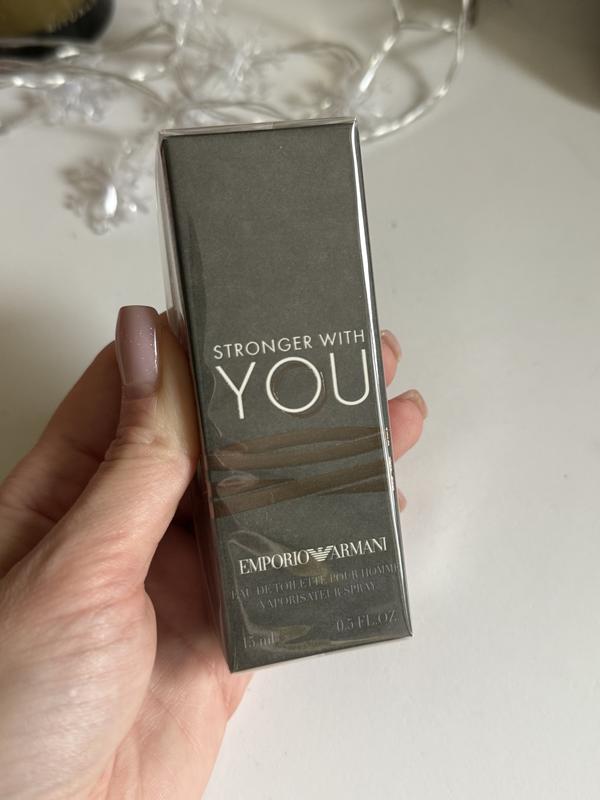 STRONGER WITH
YOU
EMPORIO ARMANI
EAU DE TOILETTE POUR HOMME
VAPORISATEUR SPRAY
15 ml 0.5 FL.OZ